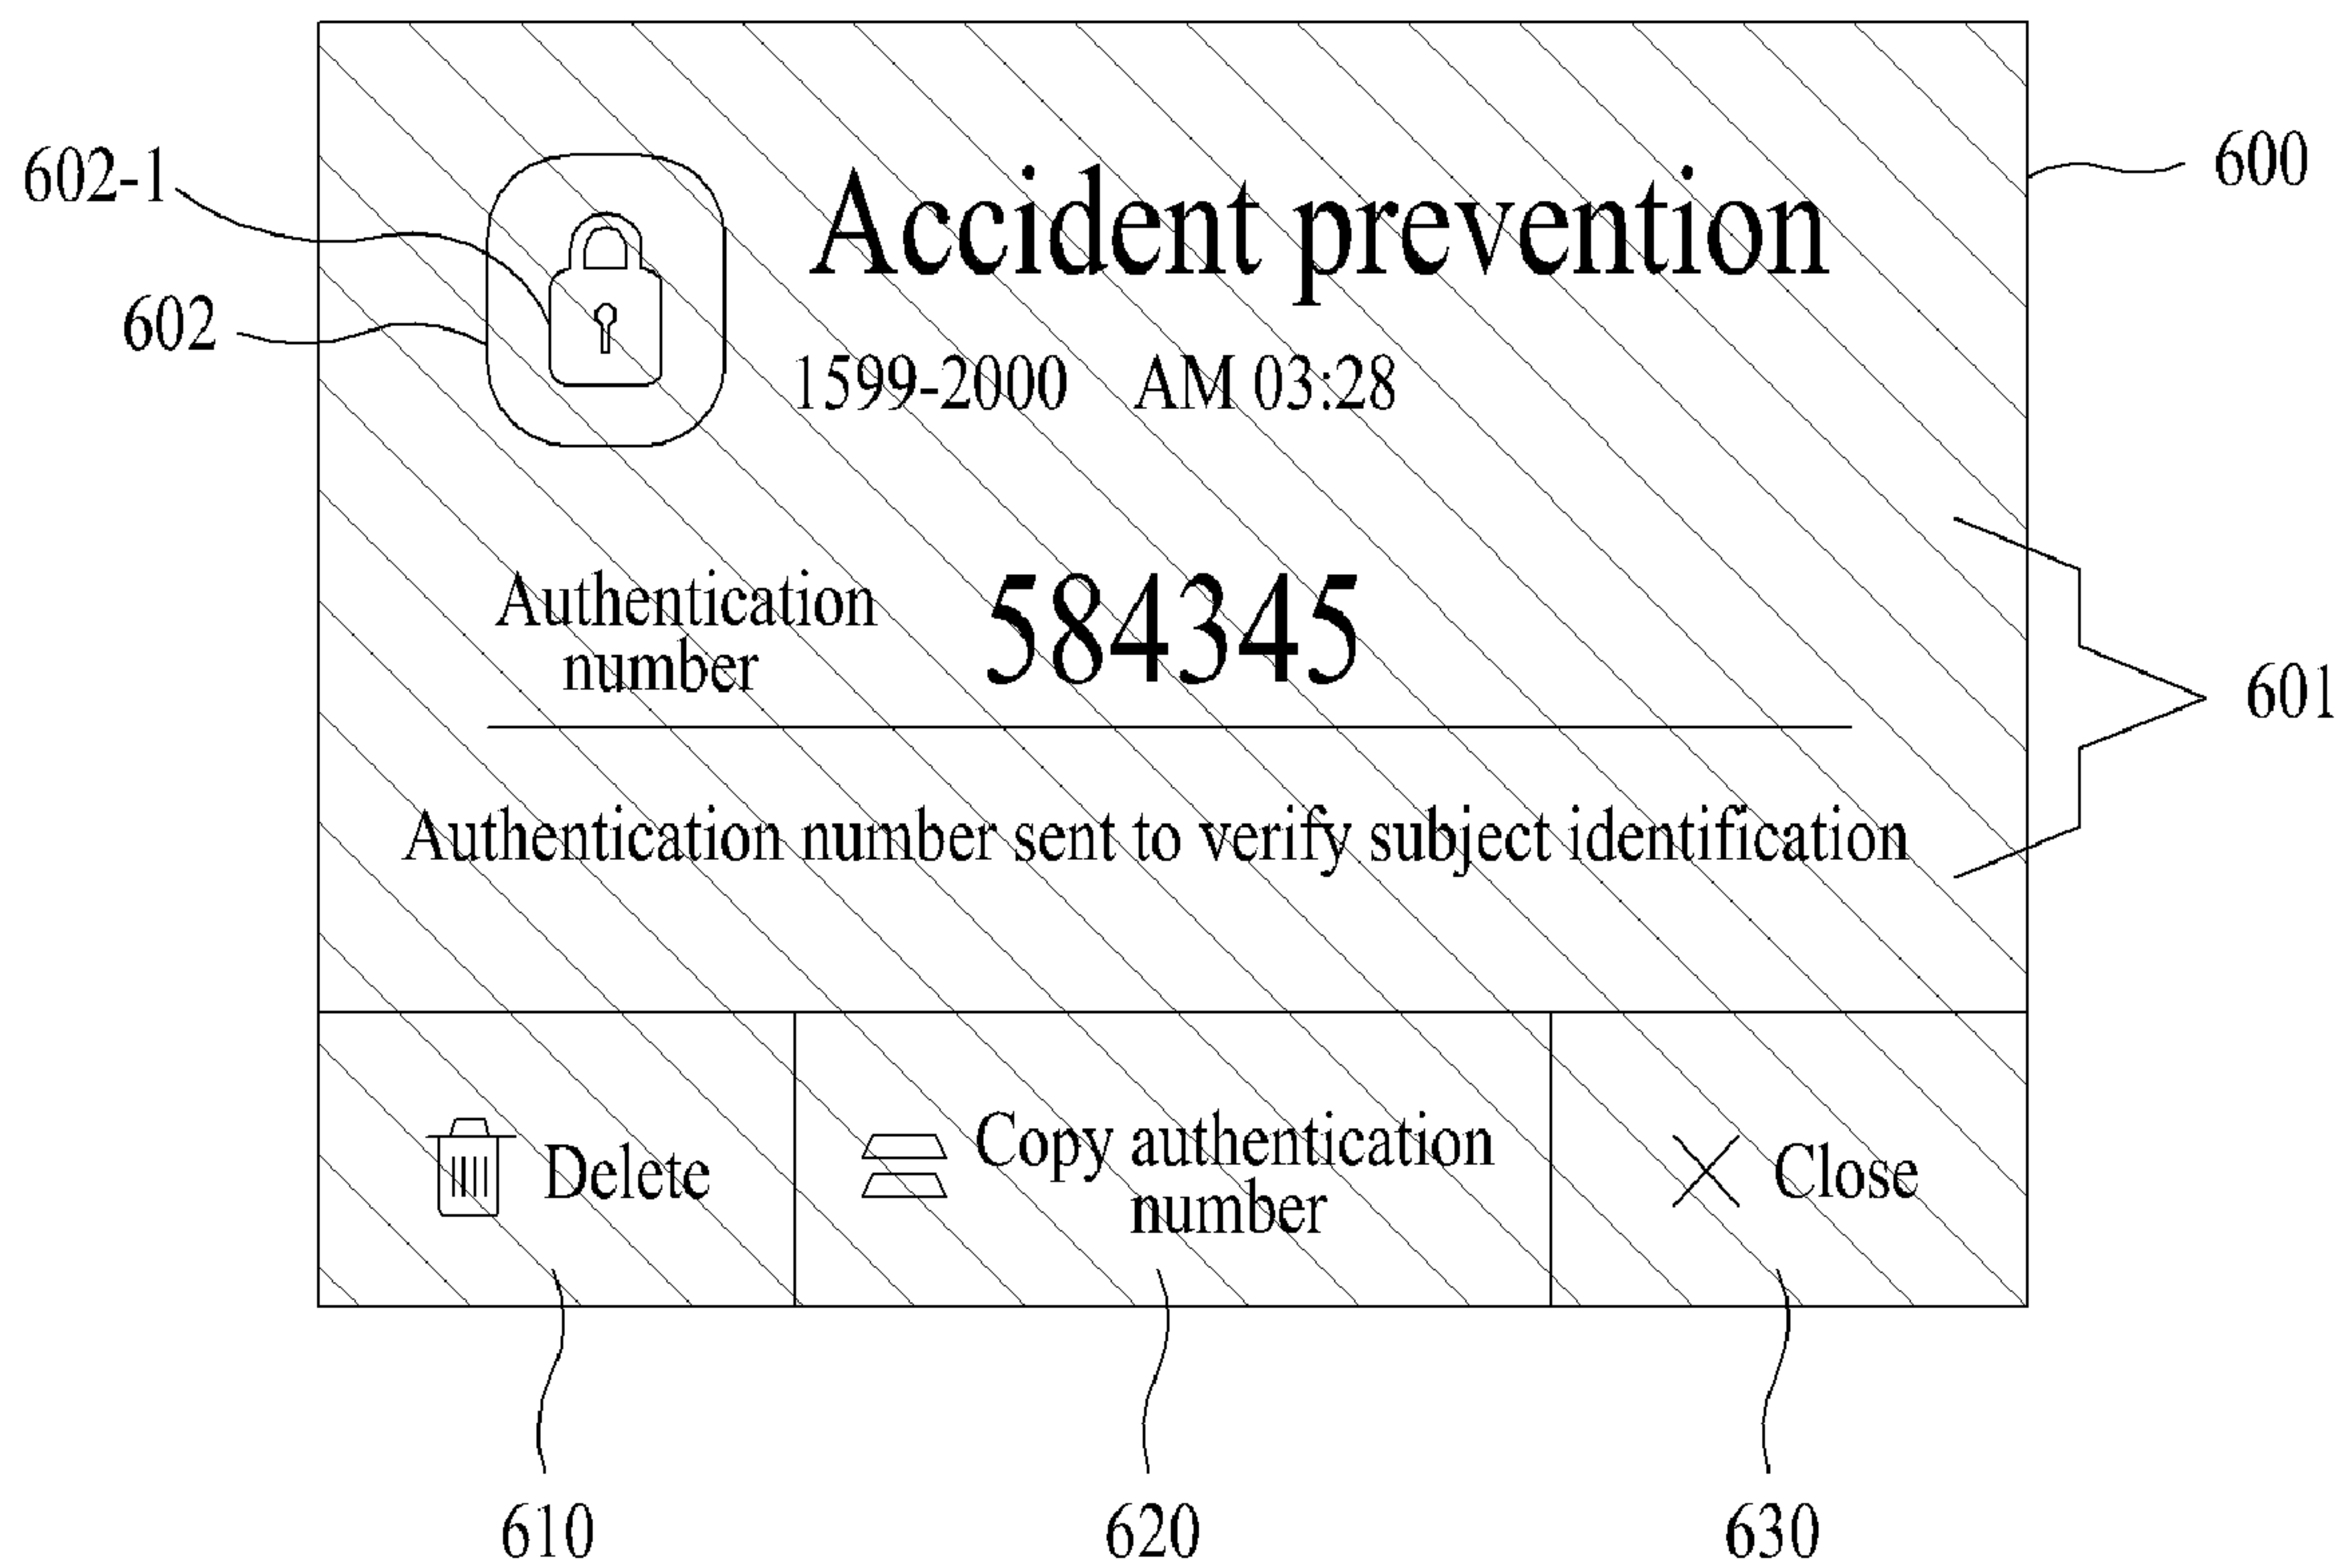 600
602-1
Accident prevention
602
1599-2000 AM 03:28
Authentication
number
584345
601
Authentication number sent to verify subject identification
Delete
Copy authentication
number
Close
610
620
630